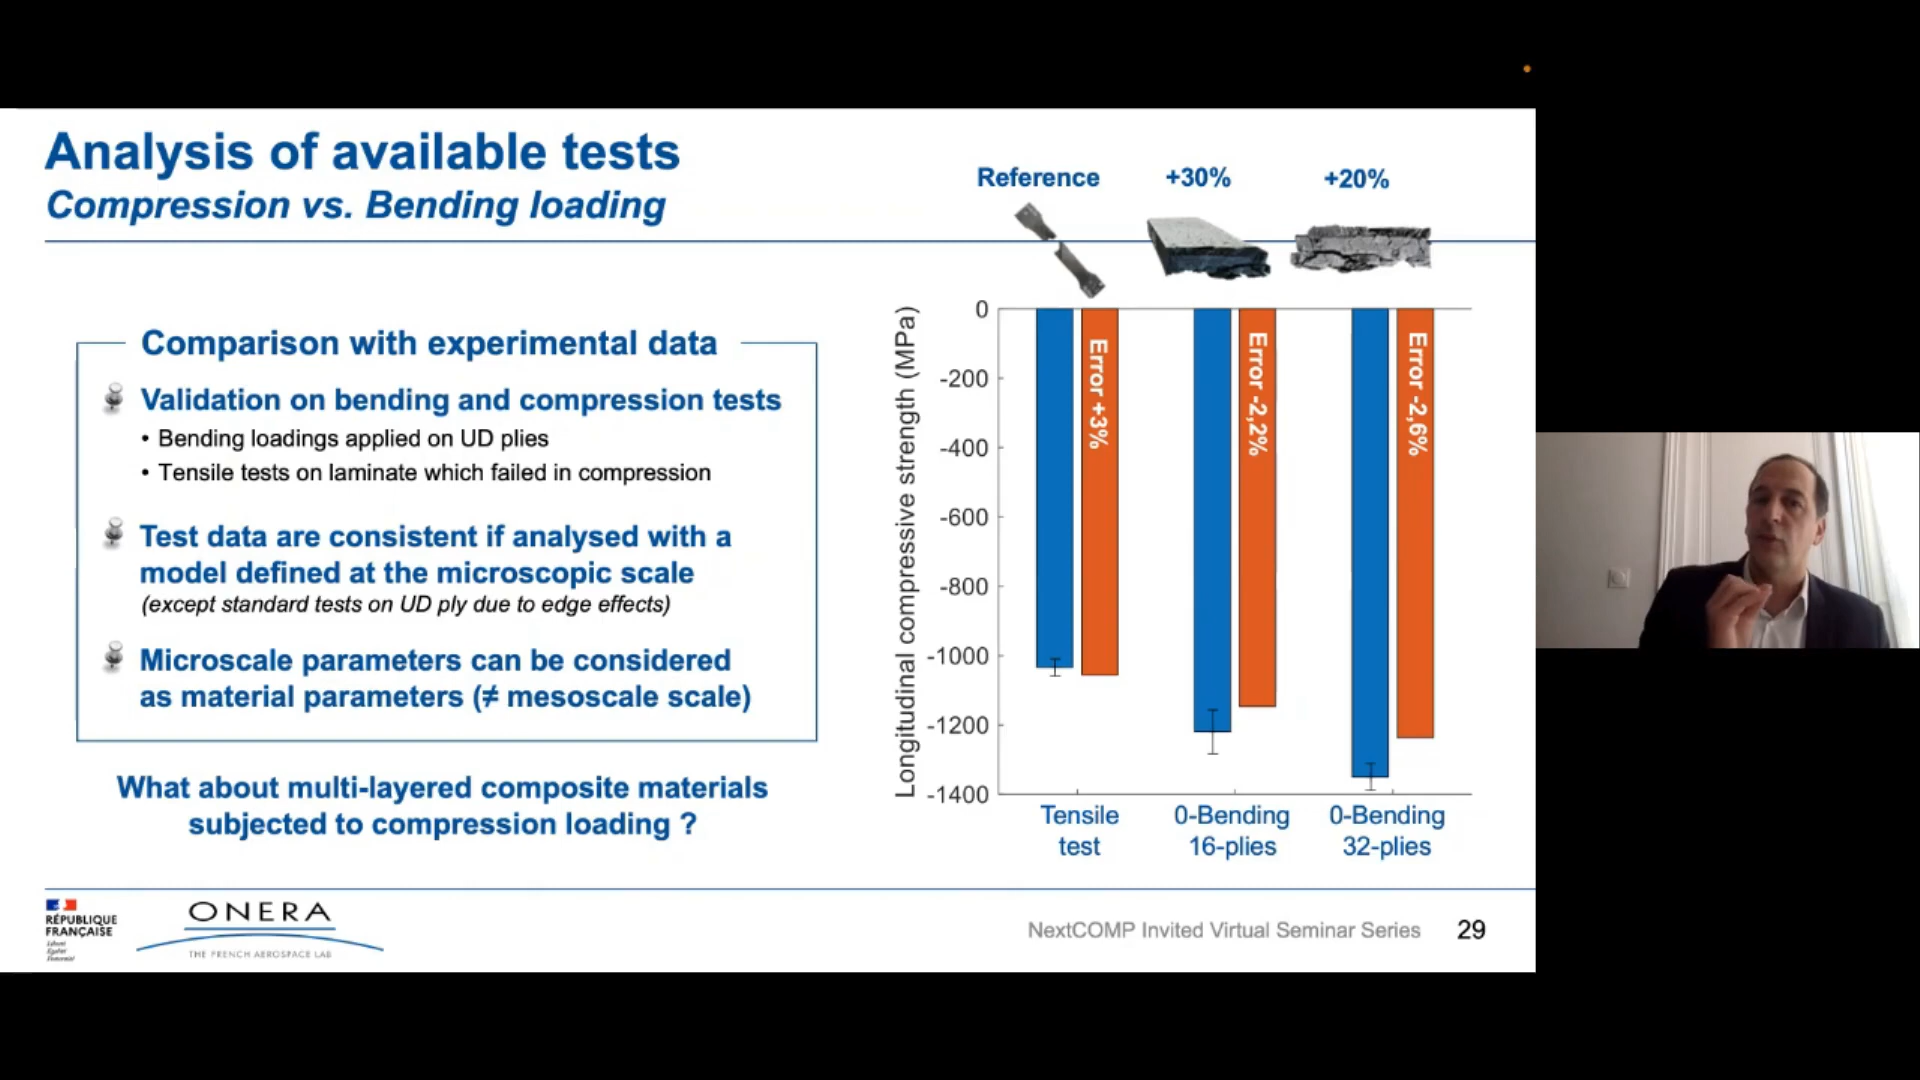 Analysis of available tests
Compression vs. Bending loading
Reference
+30%
+20%
Comparison with experimental data
Validation on bending and compression tests
• Bending loadings applied on UD plies
• Tensile tests on laminate which failed in compression
Test data are consistent if analysed with a
model defined at the microscopic scale
(except standard tests on UD ply due to edge effects)
Microscale parameters can be considered
as material parameters (≠ mesoscale scale)
What about multi-layered composite materials
subjected to compression loading ?
Longitudinal compressive strength (MPa)
0
-200
-400
-600
-800
-1000
-1200
-1400
Error +3%
Error -2,2%
Error -2,6%
Tensile
test
0-Bending
16-plies
0-Bending
32-plies
RÉPUBLIQUE
FRANÇAISE
Liberté
Égalité
Fraternité
ONERA
THE FRENCH AEROSPACE LAB
NextCOMP Invited Virtual Seminar Series
29